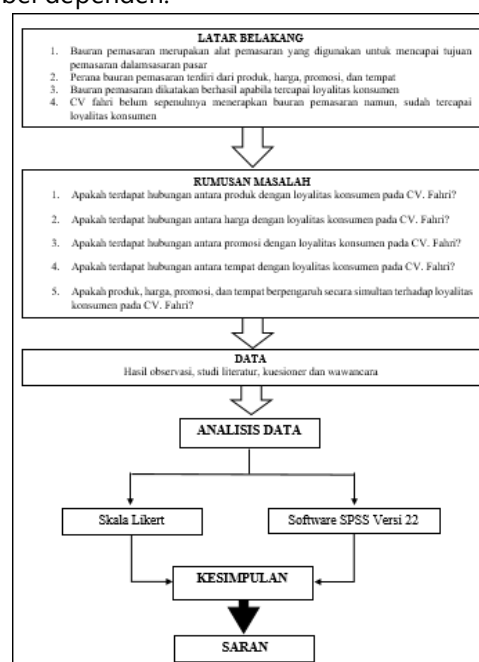 bel dependen.
LATAR BELAKANG
1. Bauran pemasaran merupakan alat pemasaran yang digunakan untuk mencapai tujuan
pemasaran dalamsasaran pasar
2. Perana bauran pemasaran terdiri dari produk, harga, promosi, dan tempat
3. Bauran pemasaran dikatakan berhasil apabila tercapai loyalitas konsumen
4. CV fahri belum sepenuhnya menerapkan bauran pemasaran namun, sudah tercapai
loyalitas konsumen
RUMUSAN MASALAH
1. Apakah terdapat hubungan antara produk dengan loyalitas konsumen pada CV. Fahri?
2. Apakah terdapat hubungan antara harga dengan loyalitas konsumen pada CV. Fahri?
3. Apakah terdapat hubungan antara promosi dengan loyalitas konsumen pada CV. Fahri?
4. Apakah terdapat hubungan antara tempat dengan loyalitas konsumen pada CV. Fahri?
5. Apakah produk, harga, promosi, dan tempat berpengaruh secara simultan terhadap loyalitas
konsumen pada CV. Fahri?
DATA
Hasil observasi, studi literatur, kuesioner dan wawancara
ANALISIS DATA
Skala Likert
Software SPSS Versi 22
KESIMPULAN
SARAN